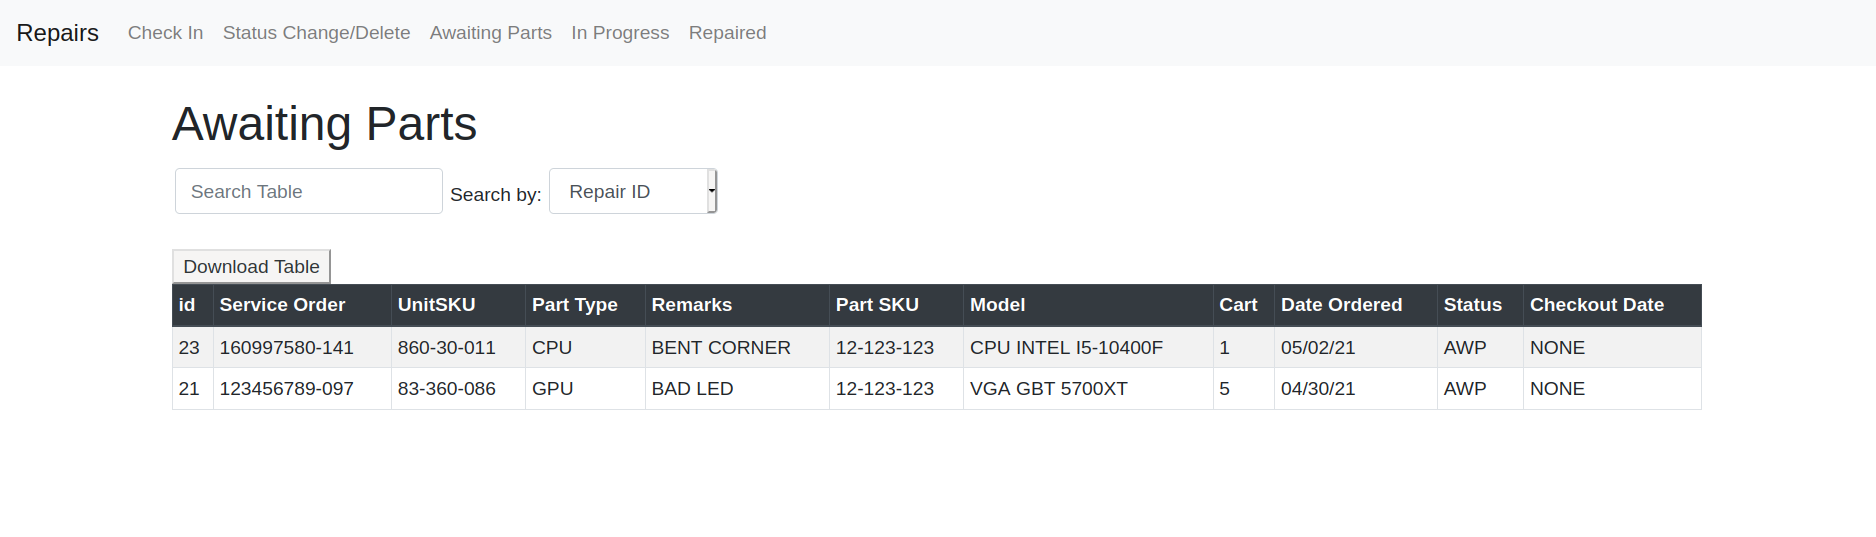 Repairs Check In Status Change/Delete Awaiting Parts In Progress Repaired
Awaiting Parts
Search Table Search by: Repair ID
Download Table
id Service Order UnitSKU Part Type Remarks Part SKU Model Cart Date Ordered Status Checkout Date
23 160997580-141 860-30-011 CPU BENT CORNER 12-123-123 CPU INTEL I5-10400F 1 05/02/21 AWP NONE
21 123456789-097 83-360-086 GPU BAD LED 12-123-123 VGA GBT 5700XT 5 04/30/21 AWP NONE